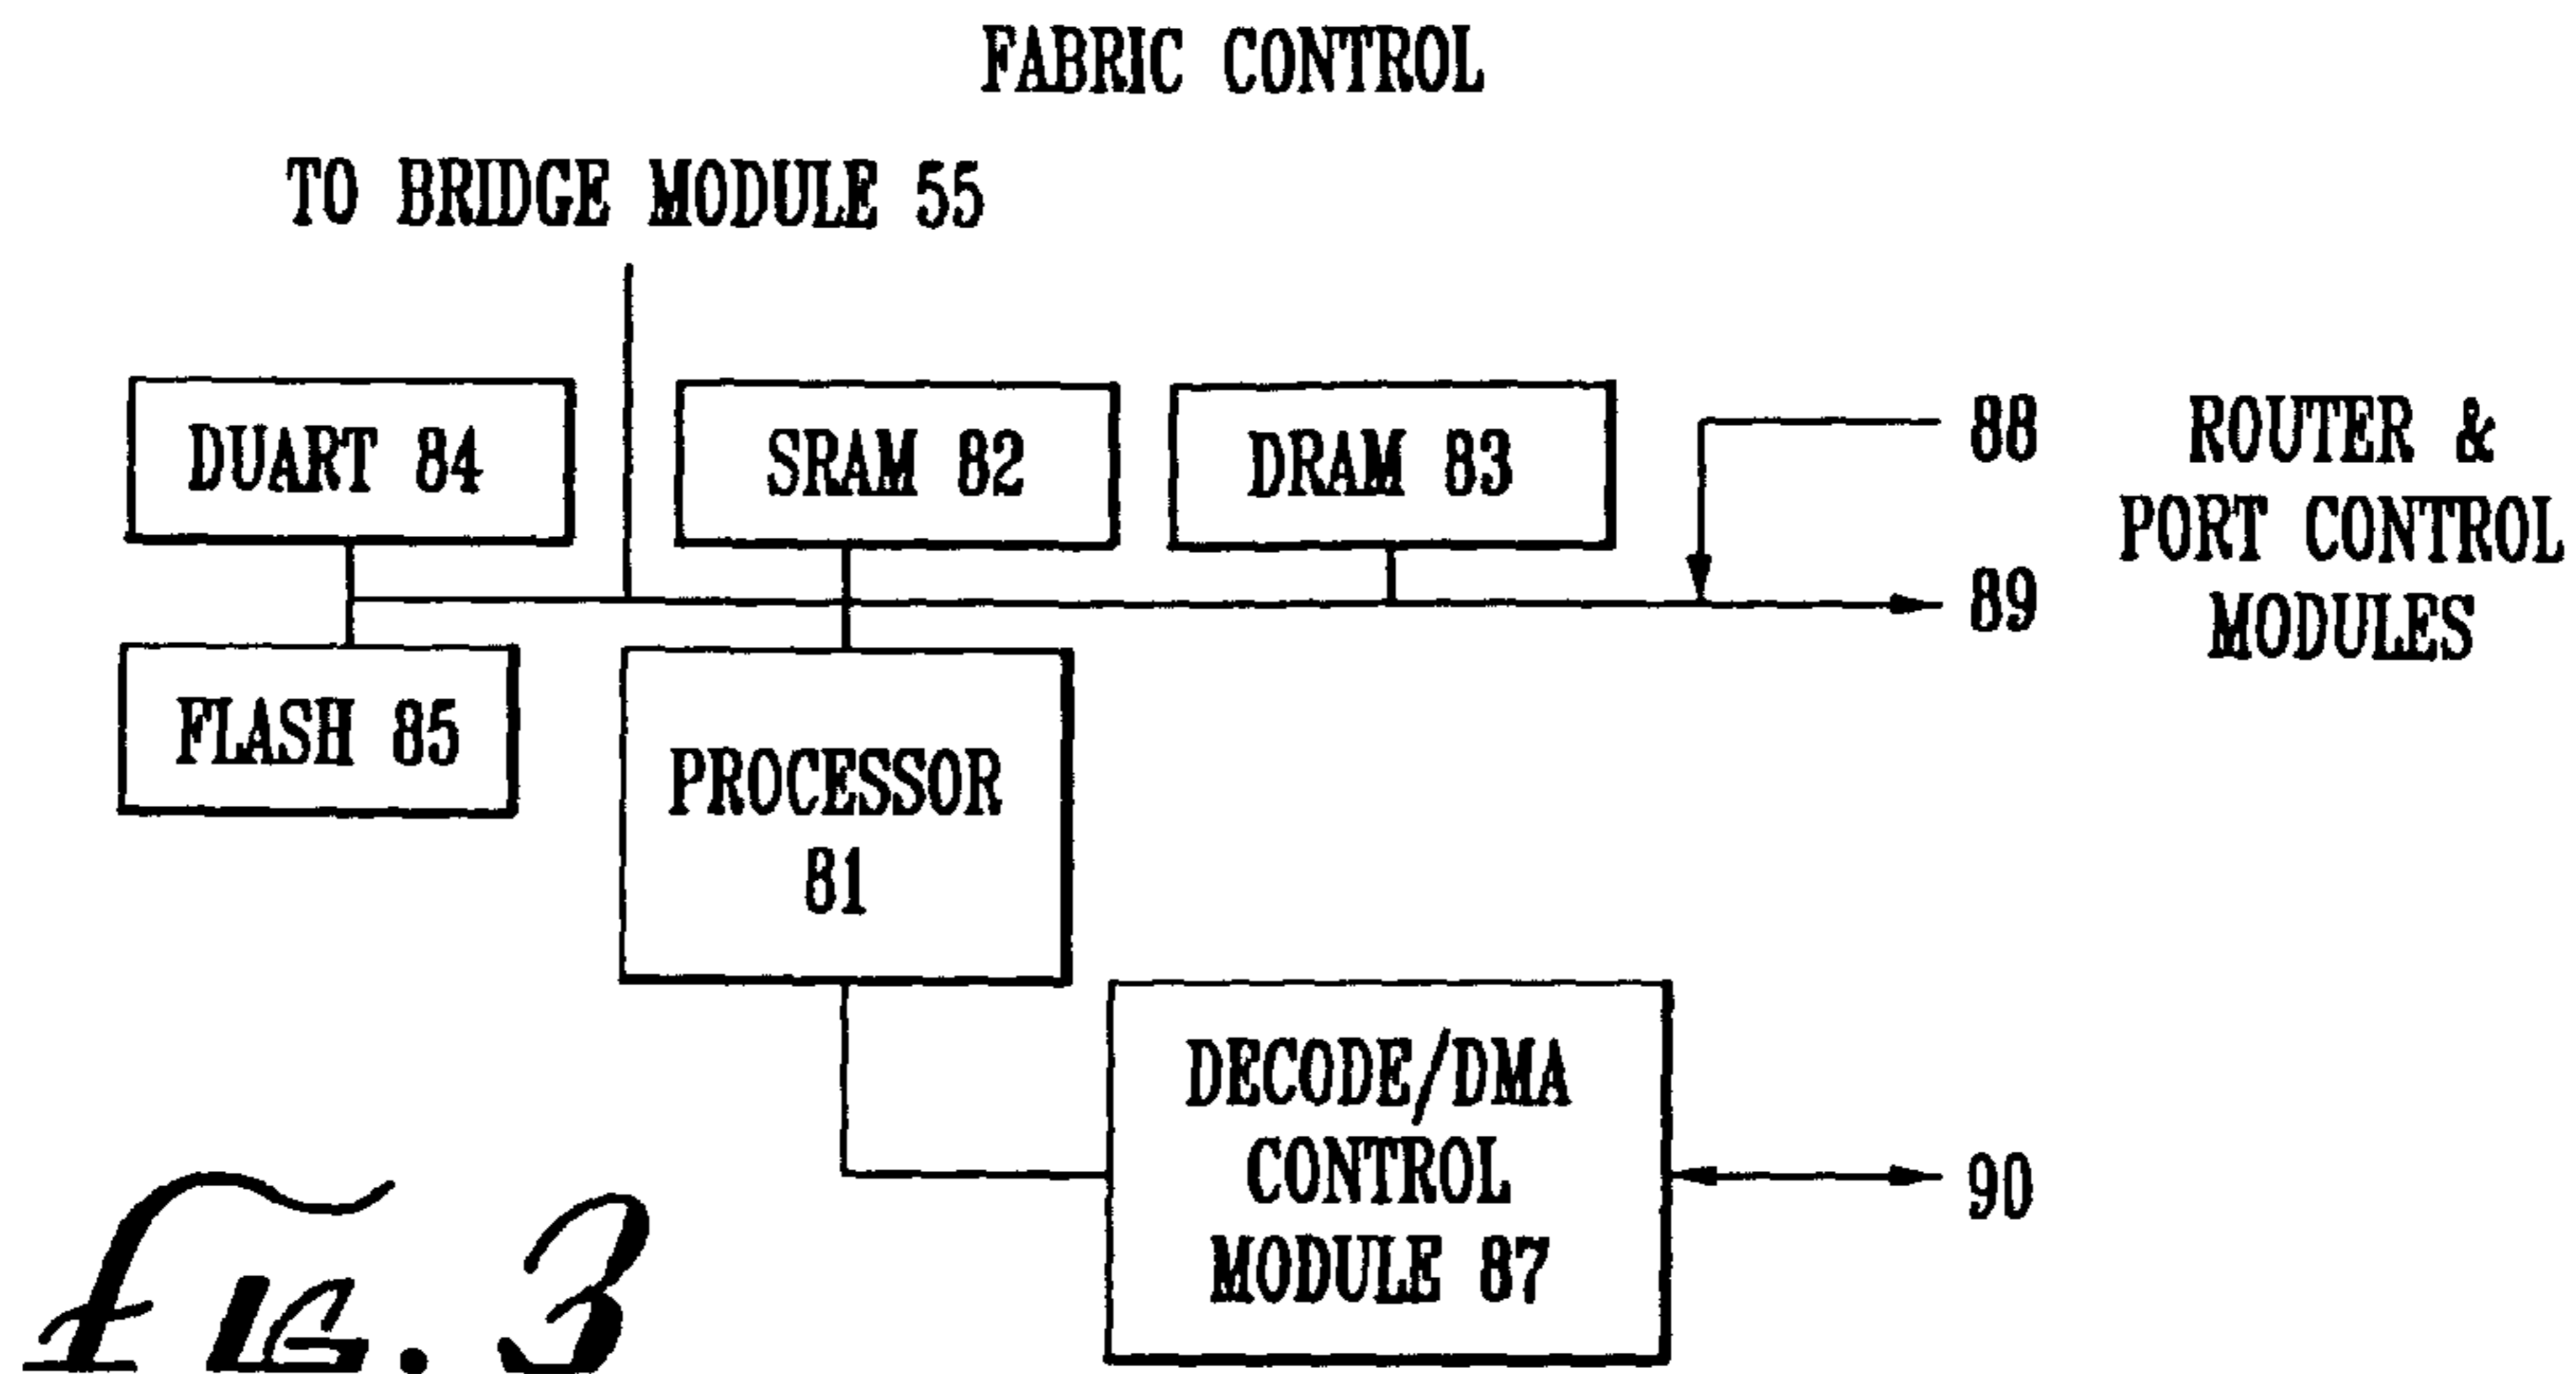 FABRIC CONTROL
TO BRIDGE MODULE 55
DUART 84
SRAM 82
DRAM 83
88
89
ROUTER &
PORT CONTROL
MODULES
FLASH 85
PROCESSOR
81
DECODE/DMA
CONTROL
MODULE 87
90
FIG. 3